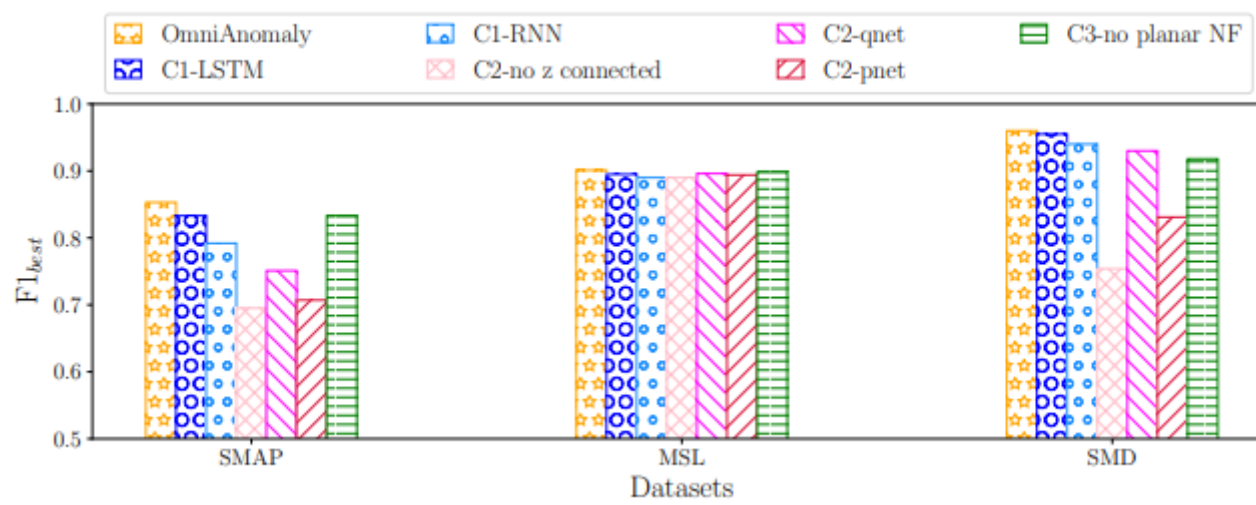 OmniAnomaly C1-RNN C2-qnet C3-no planar NF
C1-LSTM C2-no z connected C2-pnet
1.0
0.9
0.8
0.7
0.6
0.5
F1best
SMAP MSL SMD
Datasets